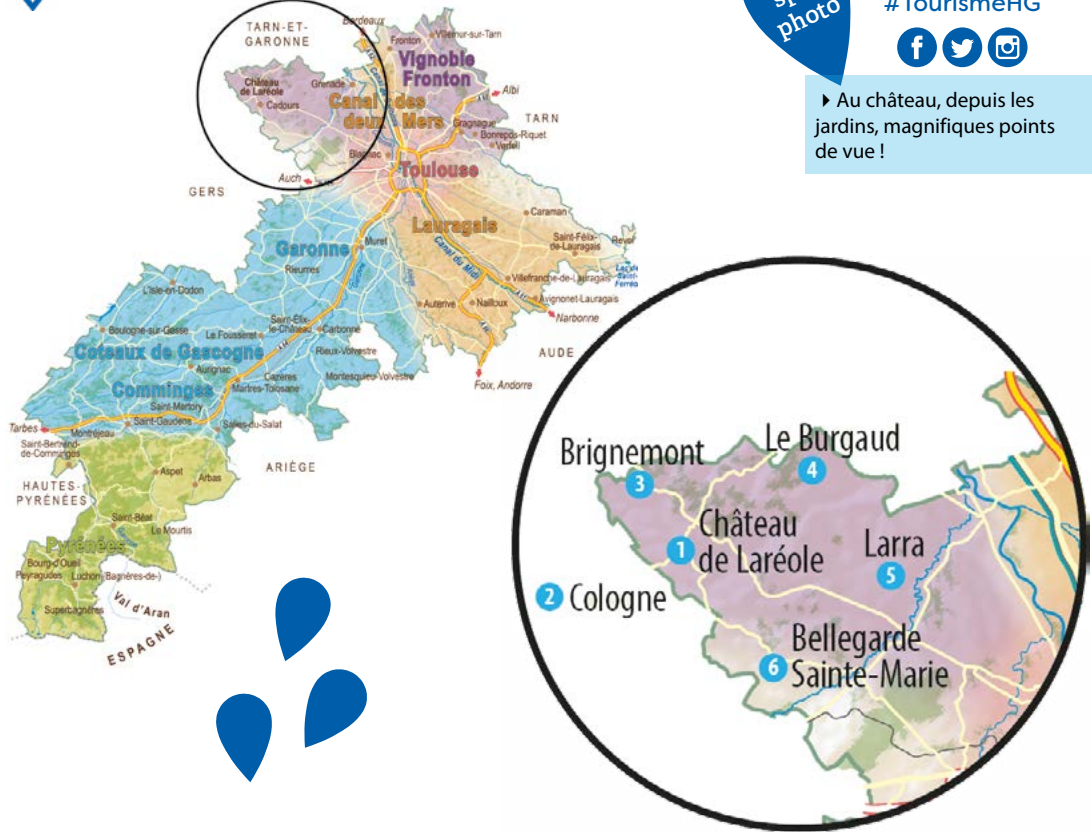 photo
#TourismeHG
▸ Au château, depuis les
jardins, magnifiques points
de vue !
TARN-ET-
GARONNE
Bordeaux
Fronton
Villemur-sur-Tarn
Vignoble
Fronton
Château
de Laréole
Cadours
Grenade
Canal des
deux Mers
Albi
TARN
Gragnague
Bonrepos-Riquet
Verfeil
Blagnac
Toulouse
Auch
GERS
Lauragais
Caraman
Saint-Félix-
de-Lauragais
Revel
Garonne
Muret
Canal du Midi
Rieumes
Villefranche-de-Lauragais
L'Isle-en-Dodon
Auterive
Nailloux
Avignonet-Lauragais
Narbonne
Boulogne-sur-Gesse
Le Fousseret
Saint-Élix-
le-Château
Carbonne
AUDE
Coteaux de Gascogne
Aurignac
Rieux-Volvestre
Cazères
Montesquieu-Volvestre
Foix, Andorre
Comminges
Martres-Tolosane
Saint-Martory
Tarbes
Montréjeau
Saint-Gaudens
Salies-du-Salat
Saint-Bertrand-
de-Comminges
ARIÈGE
Aspet
Arbas
HAUTES-
PYRÉNÉES
Saint-Béat
Le Mourtis
Pyrénées
Bourg-d'Oueil
Peyragudes
Luchon (Bagnères-de-)
Superbagnères
Val d'Aran
ESPAGNE
Brignemont
3
Le Burgaud
4
Château
de Laréole
1
Larra
5
2 Cologne
Bellegarde
Sainte-Marie
6